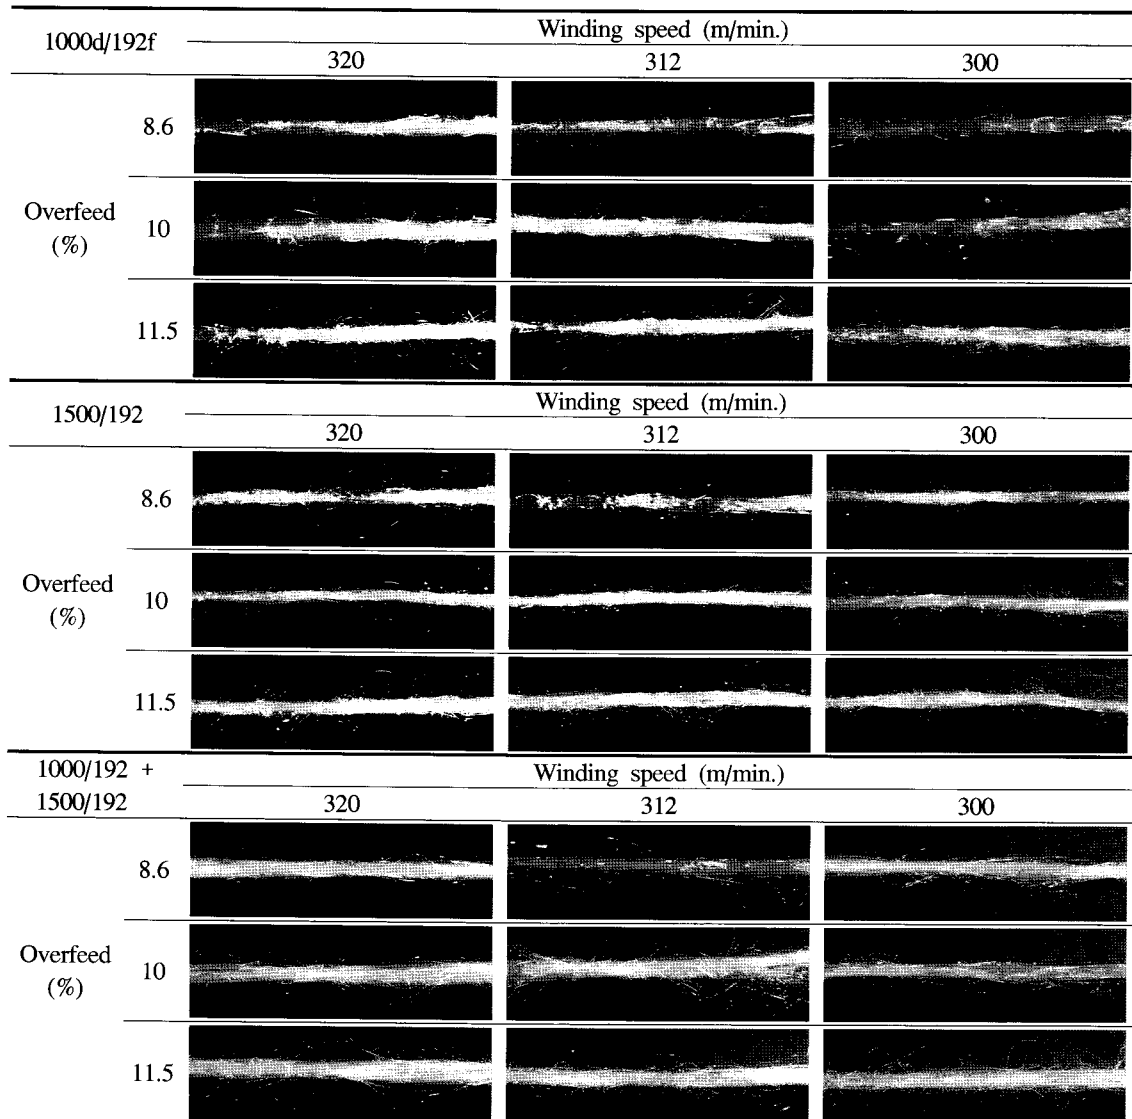 1000d/192f
Winding speed (m/min.)
320 312 300
8.6
Overfeed (%)
10
11.5
1500/192
Winding speed (m/min.)
320 312 300
8.6
Overfeed (%)
10
11.5
1000/192 + 1500/192
Winding speed (m/min.)
320 312 300
8.6
Overfeed (%)
10
11.5